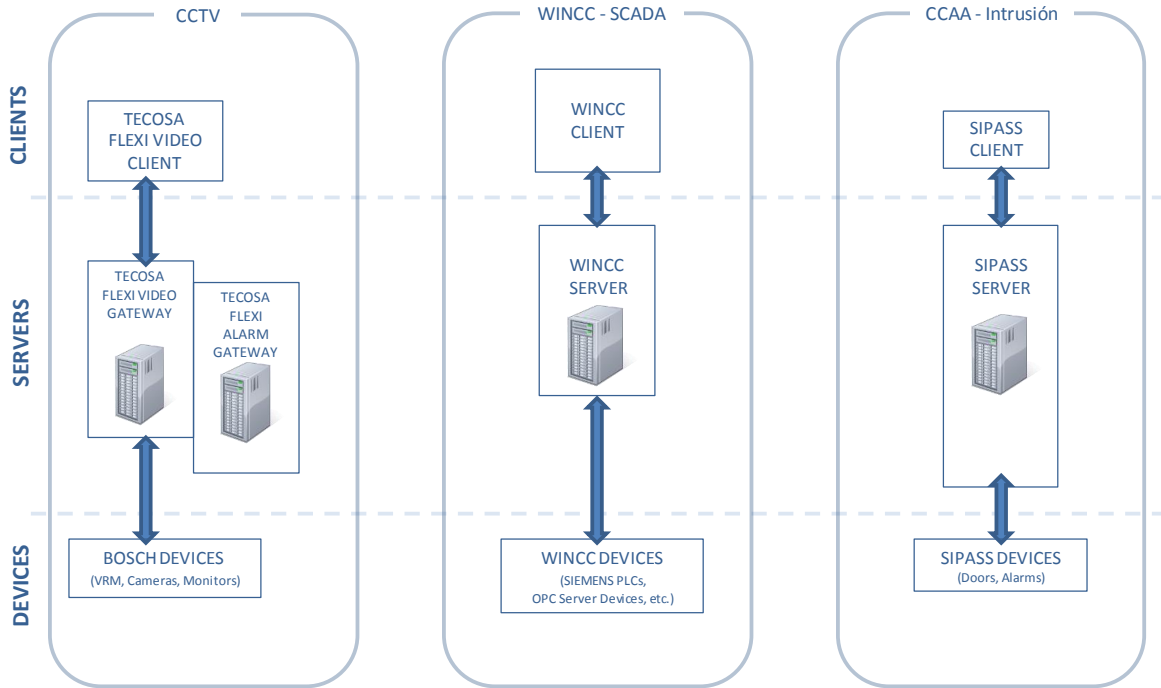 CCTV
WINCC - SCADA
CCAA - Intrusión
CLIENTS
TECOSA
FLEXI VIDEO
CLIENT
WINCC
CLIENT
SIPASS
CLIENT
SERVERS
TECOSA
FLEXI VIDEO
GATEWAY
TECOSA
FLEXI
ALARM
GATEWAY
WINCC
SERVER
SIPASS
SERVER
DEVICES
BOSCH DEVICES
(VRM, Cameras, Monitors)
WINCC DEVICES
(SIEMENS PLCs,
OPC Server Devices, etc.)
SIPASS DEVICES
(Doors, Alarms)